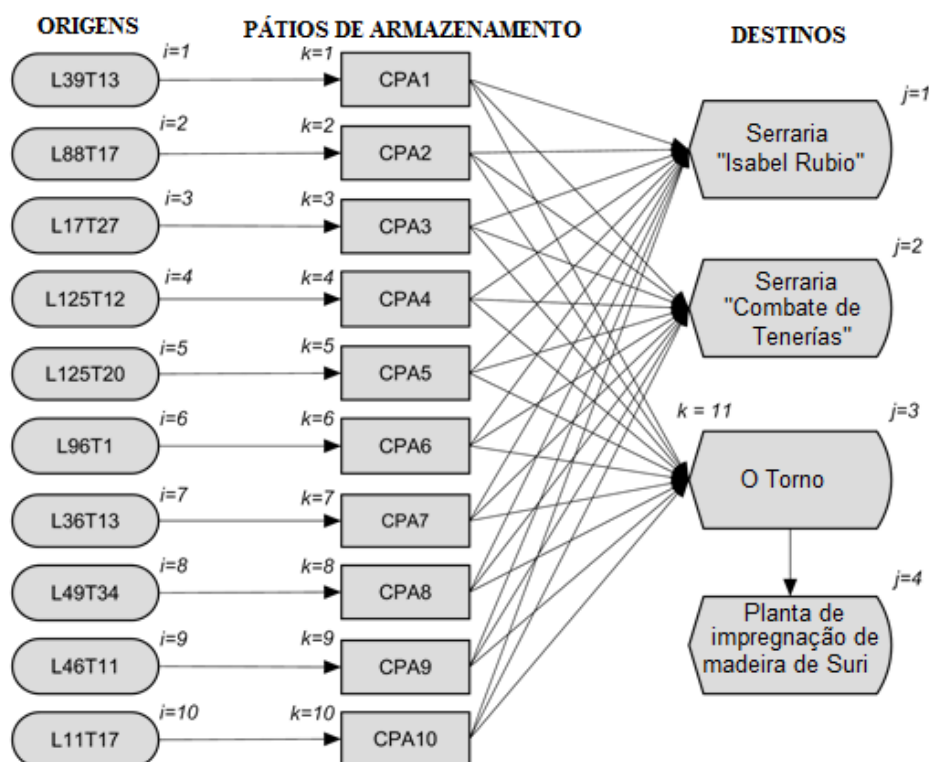 ORIGENS
PÁTIOS DE ARMAZENAMENTO
DESTINOS
i=1
L39T13
k=1
CPA1
i=2
L88T17
k=2
CPA2
i=3
L17T27
k=3
CPA3
i=4
L125T12
k=4
CPA4
i=5
L125T20
k=5
CPA5
i=6
L96T1
k=6
CPA6
i=7
L36T13
k=7
CPA7
i=8
L49T34
k=8
CPA8
i=9
L46T11
k=9
CPA9
i=10
L11T17
k=10
CPA10
j=1
Serraria
"Isabel Rubio"
j=2
Serraria
"Combate de
Tenerías"
k = 11
j=3
O Torno
j=4
Planta de
impregnação de
madeira de Suri